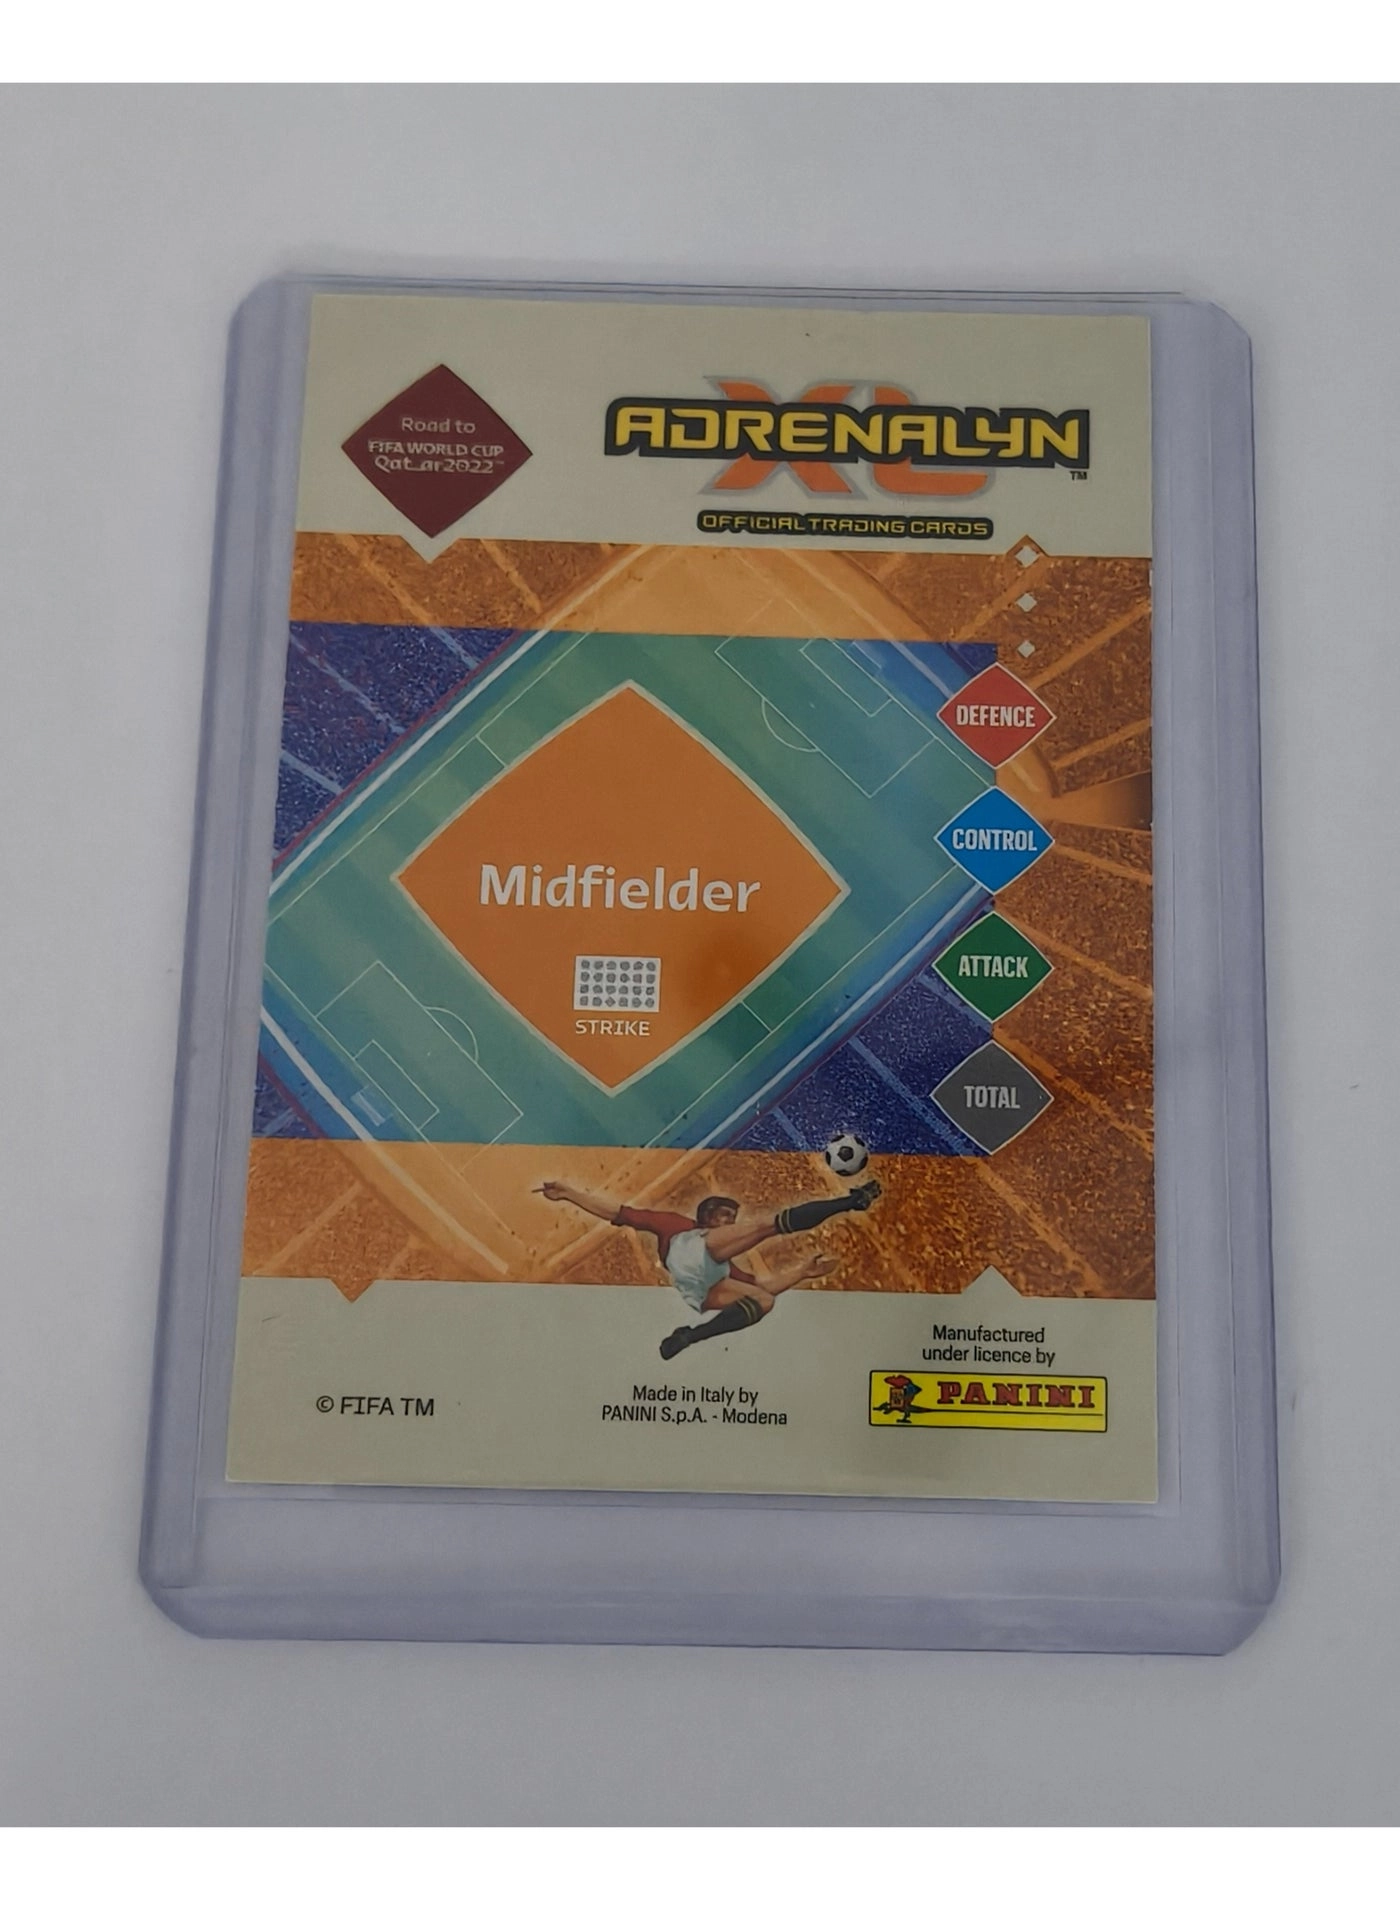 Road to
FIFA WORLD CUP
Qatar2022™
XL
ADRENALYN
™
OFFICIAL TRADING CARDS
DEFENCE
CONTROL
Midfielder
ATTACK
STRIKE
TOTAL
Manufactured
under licence by
PANINI
Made in Italy by
PANINI S.p.A. - Modena
© FIFA TM